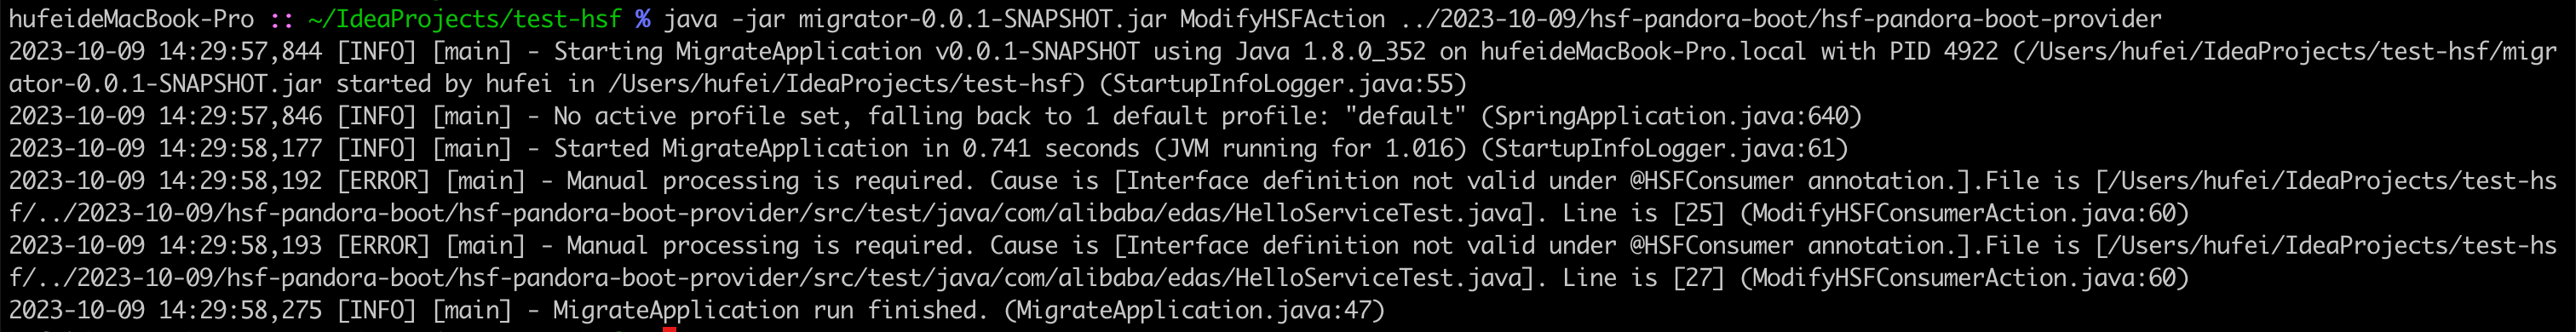 hufeideMacBook-Pro :: ~/IdeaProjects/test-hsf % java -jar migrator-0.0.1-SNAPSHOT.jar ModifyHSFAction ../2023-10-09/hsf-pandora-boot/hsf-pandora-boot-provider
2023-10-09 14:29:57,844 [INFO] [main] - Starting MigrateApplication v0.0.1-SNAPSHOT using Java 1.8.0_352 on hufeideMacBook-Pro.local with PID 4922 (/Users/hufei/IdeaProjects/test-hsf/migr
ator-0.0.1-SNAPSHOT.jar started by hufei in /Users/hufei/IdeaProjects/test-hsf) (StartupInfoLogger.java:55)
2023-10-09 14:29:57,846 [INFO] [main] - No active profile set, falling back to 1 default profile: "default" (SpringApplication.java:640)
2023-10-09 14:29:58,177 [INFO] [main] - Started MigrateApplication in 0.741 seconds (JVM running for 1.016) (StartupInfoLogger.java:61)
2023-10-09 14:29:58,192 [ERROR] [main] - Manual processing is required. Cause is [Interface definition not valid under @HSFConsumer annotation.].File is [/Users/hufei/IdeaProjects/test-hs
f/../2023-10-09/hsf-pandora-boot/hsf-pandora-boot-provider/src/test/java/com/alibaba/edas/HelloServiceTest.java]. Line is [25] (ModifyHSFConsumerAction.java:60)
2023-10-09 14:29:58,193 [ERROR] [main] - Manual processing is required. Cause is [Interface definition not valid under @HSFConsumer annotation.].File is [/Users/hufei/IdeaProjects/test-hs
f/../2023-10-09/hsf-pandora-boot/hsf-pandora-boot-provider/src/test/java/com/alibaba/edas/HelloServiceTest.java]. Line is [27] (ModifyHSFConsumerAction.java:60)
2023-10-09 14:29:58,275 [INFO] [main] - MigrateApplication run finished. (MigrateApplication.java:47)